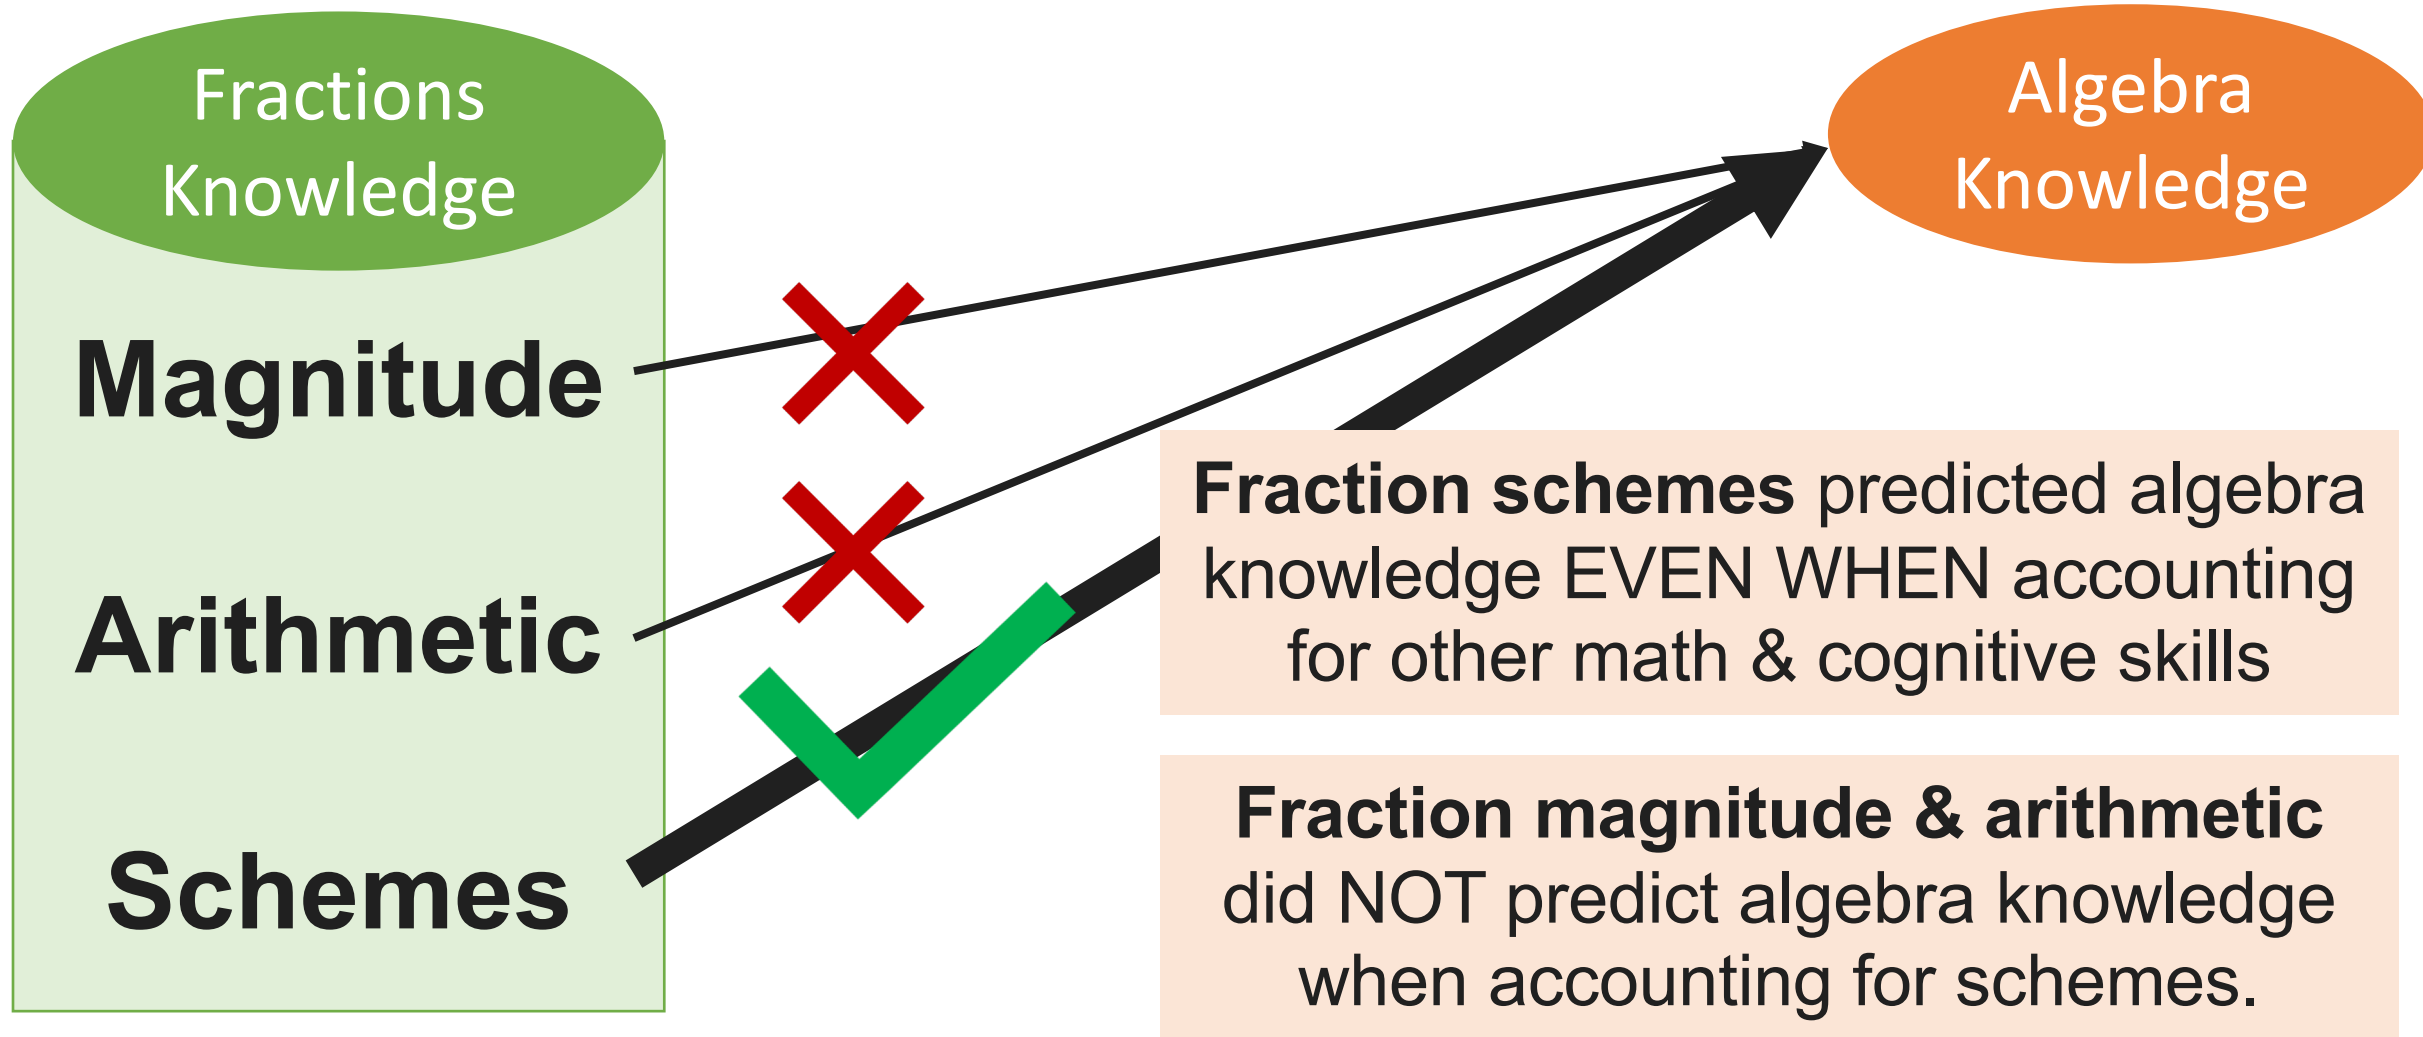 Fractions
Knowledge
Magnitude
Arithmetic
Schemes
Algebra
Knowledge
Fraction schemes predicted algebra
knowledge EVEN WHEN accounting
for other math & cognitive skills
Fraction magnitude & arithmetic
did NOT predict algebra knowledge
when accounting for schemes.